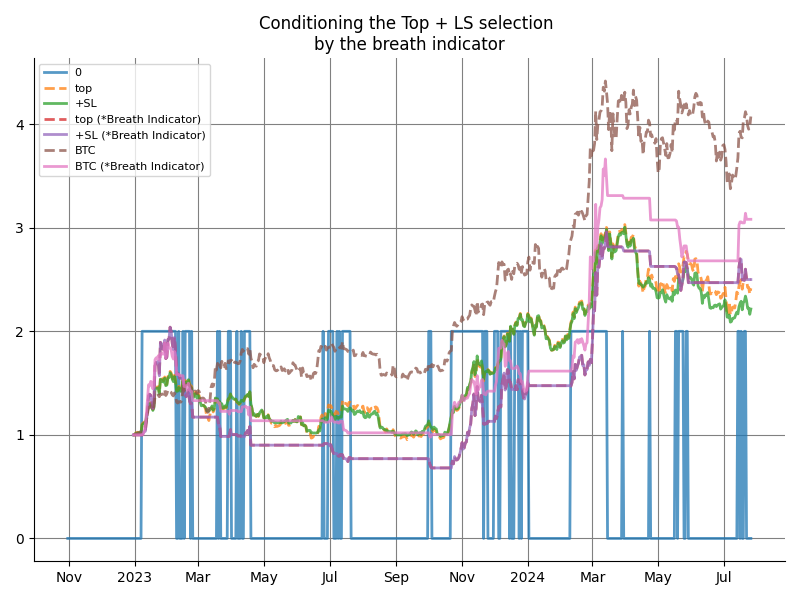 Conditioning the Top + LS selection
by the breath indicator
0
top
+SL
top (*Breath Indicator)
+SL (*Breath Indicator)
BTC
BTC (*Breath Indicator)
4
3
2
1
0
Nov 2023 Mar May Jul Sep Nov 2024 Mar May Jul